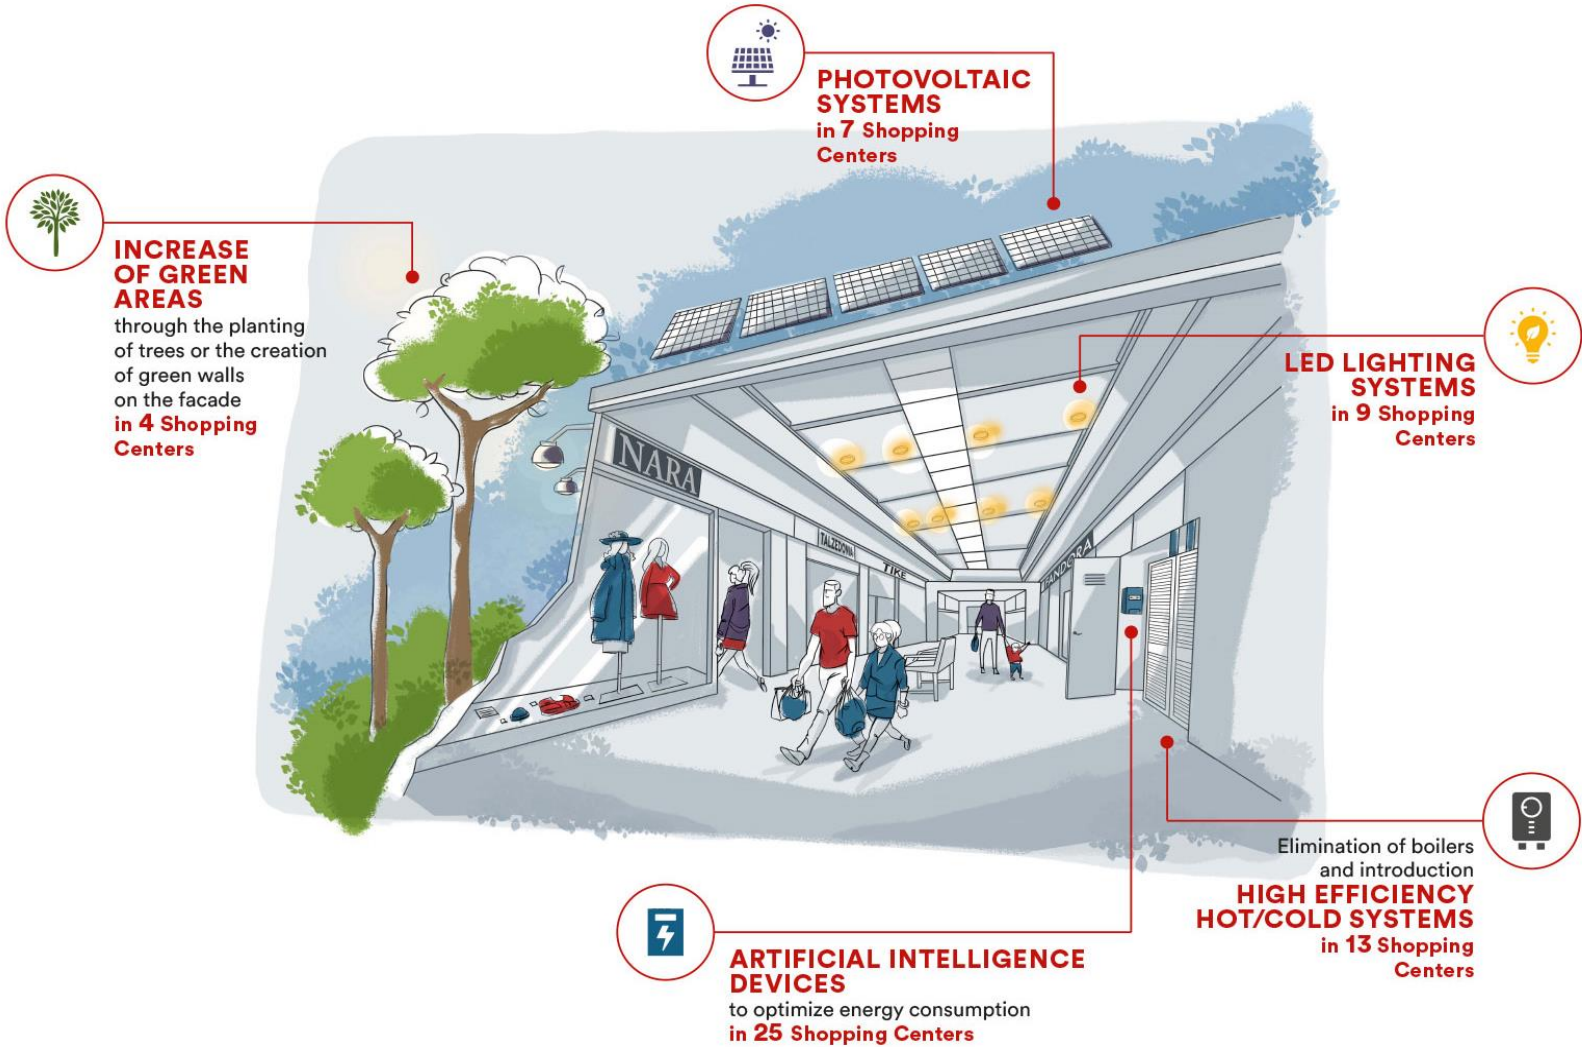 PHOTOVOLTAIC
SYSTEMS
in 7 Shopping
Centers
INCREASE
OF GREEN
AREAS
through the planting
of trees or the creation
of green walls
on the facade
in 4 Shopping
Centers
LED LIGHTING
SYSTEMS
in 9 Shopping
Centers
NARA
TALZEDONIA
TIKE
PANDORA
Elimination of boilers
and introduction
HIGH EFFICIENCY
HOT/COLD SYSTEMS
in 13 Shopping
Centers
ARTIFICIAL INTELLIGENCE
DEVICES
to optimize energy consumption
in 25 Shopping Centers